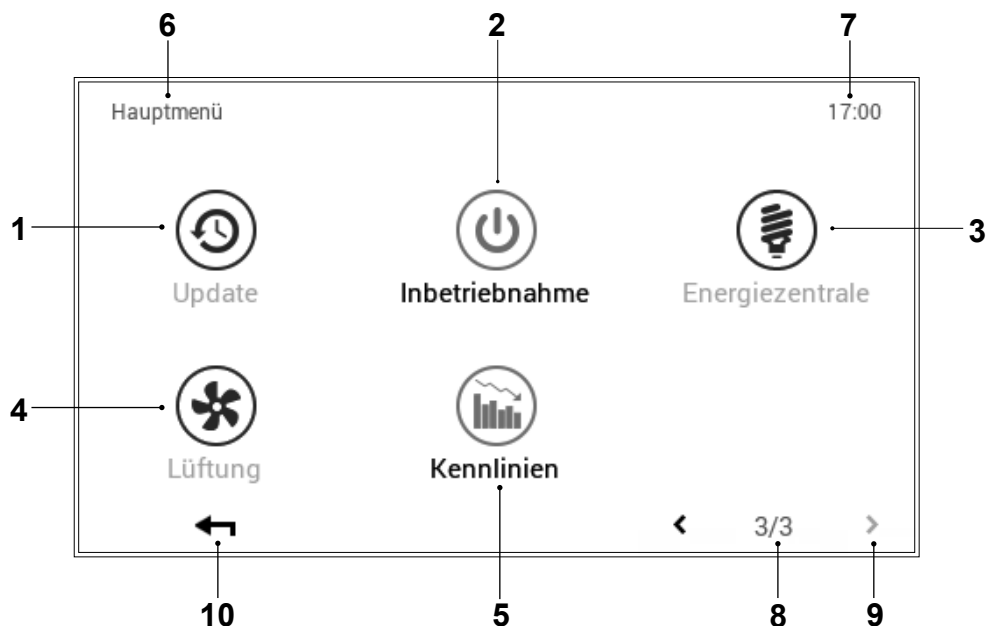 6 2 7
Hauptmenü 17:00
1 3
Update Inbetriebnahme Energiezentrale
4
Lüftung Kennlinien
3/3
10 5 8 9